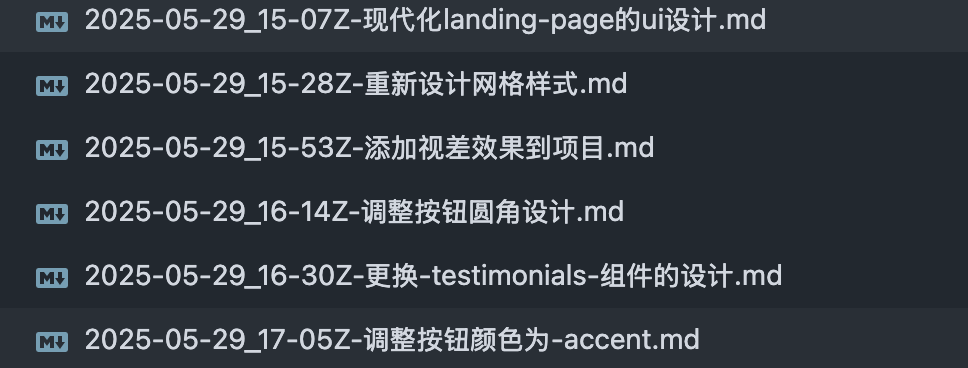 2025-05-29_15-07Z-现代化landing-page的ui设计.md
2025-05-29_15-28Z-重新设计网格样式.md
2025-05-29_15-53Z-添加视差效果到项目.md
2025-05-29_16-14Z-调整按钮圆角设计.md
2025-05-29_16-30Z-更换-testimonials-组件的设计.md
2025-05-29_17-05Z-调整按钮颜色为-accent.md